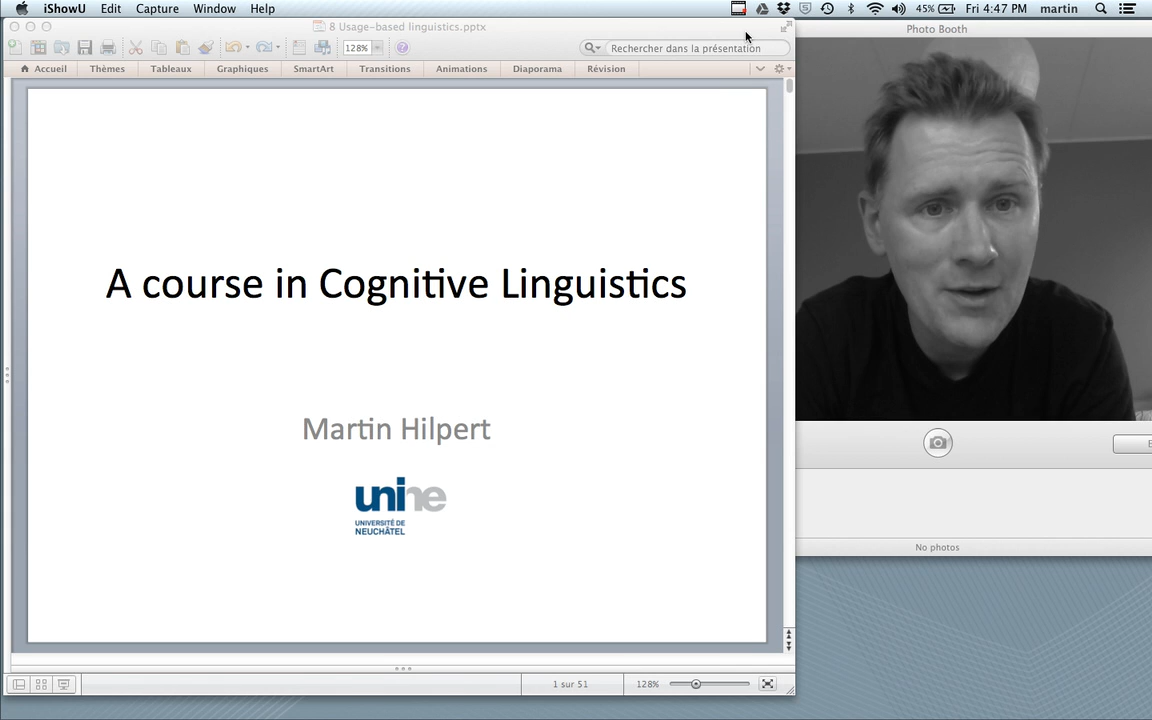 iShowU Edit Capture Window Help 45% Fri 4:47 PM martin
8 Usage-based linguistics.pptx
Photo Booth
128%
Rechercher dans la présentation
Accueil Thèmes Tableaux Graphiques SmartArt Transitions Animations Diaporama Révision
A course in Cognitive Linguistics
Martin Hilpert
unine
UNIVERSITÉ DE
NEUCHÂTEL
No photos
1 sur 51 128%